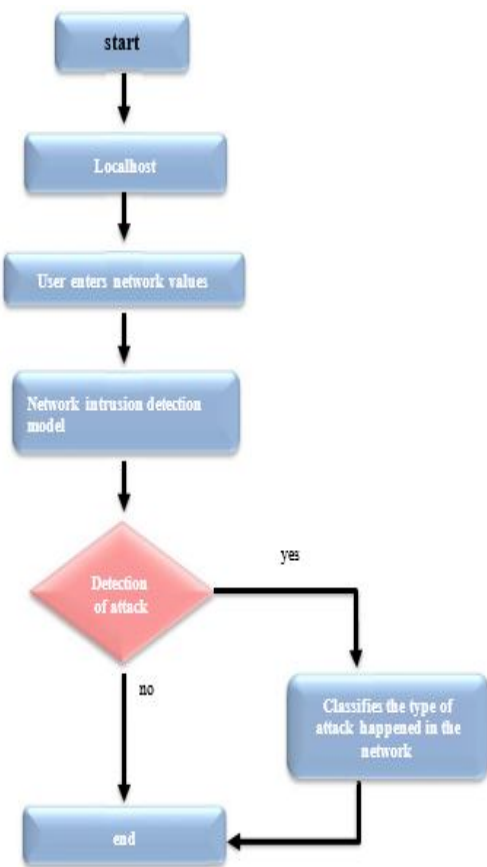 start
Localhost
User enters network values
Network intrusion detection
model
Detection
of attack
yes
no
Classifies the type of
attack happened in the
network
end